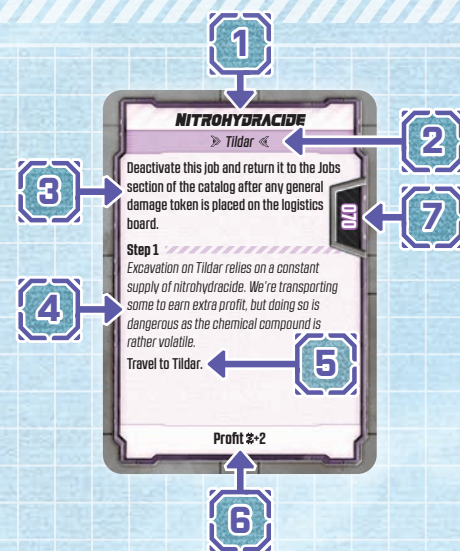 1
NITROHYDRACIDE
Tildar
2
Deactivate this job and return it to the Jobs
section of the catalog after any general
damage token is placed on the logistics
board.
3
070
7
Step 1
Excavation on Tildar relies on a constant
supply of nitrohydracide. We're transporting
some to earn extra profit, but doing so is
dangerous as the chemical compound is
rather volatile.
4
Travel to Tildar.
5
Profit ⌘+2
6